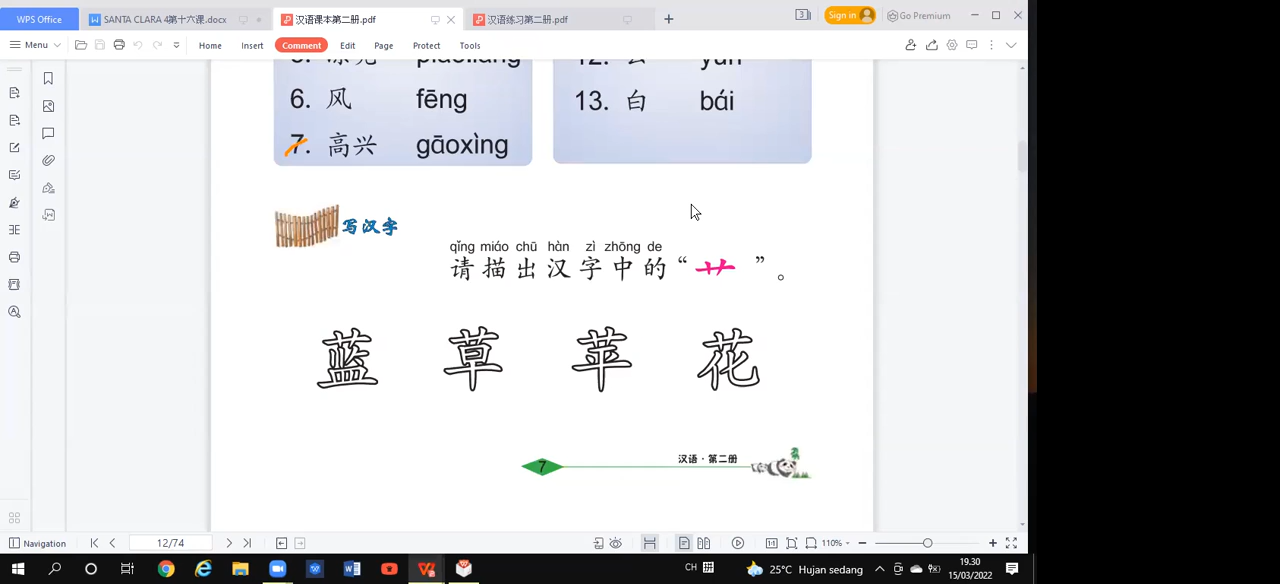 WPS Office
SANTA CLARA 4第十六课.docx
汉语课本第二册.pdf
汉语练习第二册.pdf
Sign in
Go Premium
Menu
Home
Insert
Comment
Edit
Page
Protect
Tools
piàoliang
12. 云 yún
6. 风 fēng
13. 白 bái
7. 高兴 gāoxìng
写汉字
qǐng miáo chū hàn zì zhōng de
请描出汉字中的“艹”。
蓝 草 苹 花
7
汉语·第二册
Navigation
12/74
110%
CH
25°C Hujan sedang
19.30
15/03/2022